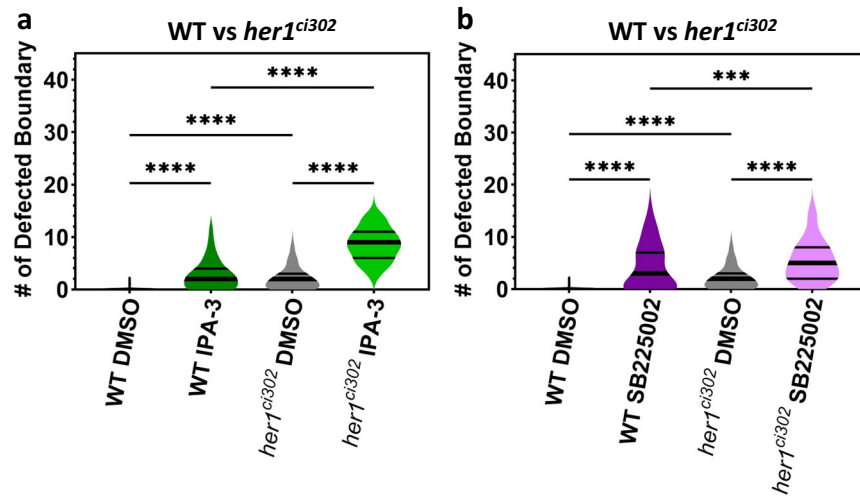 a
WT vs her1ci302
# of Defected Boundary
40
30
20
10
0
****
****
****
****
WT DMSO
WT IPA-3
her1ci302 DMSO
her1ci302 IPA-3
b
WT vs her1ci302
# of Defected Boundary
40
30
20
10
0
***
****
****
****
WT DMSO
WT SB225002
her1ci302 DMSO
her1ci302 SB225002